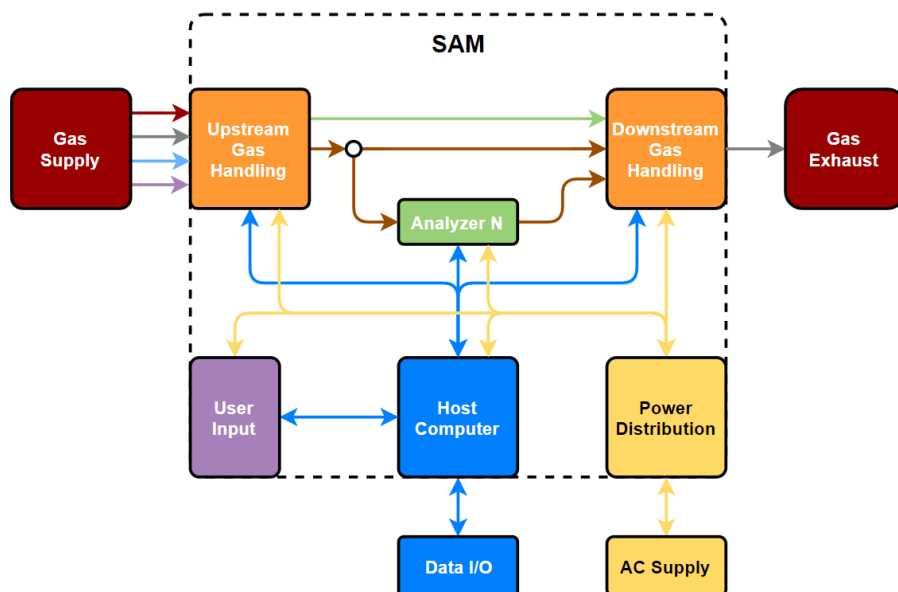 SAM
Gas
Supply
Upstream
Gas
Handling
Downstream
Gas
Handling
Gas
Exhaust
Analyzer N
User
Input
Host
Computer
Power
Distribution
Data I/O
AC Supply